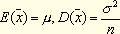 E(x̄) = μ, D(x̄) = σ²/n